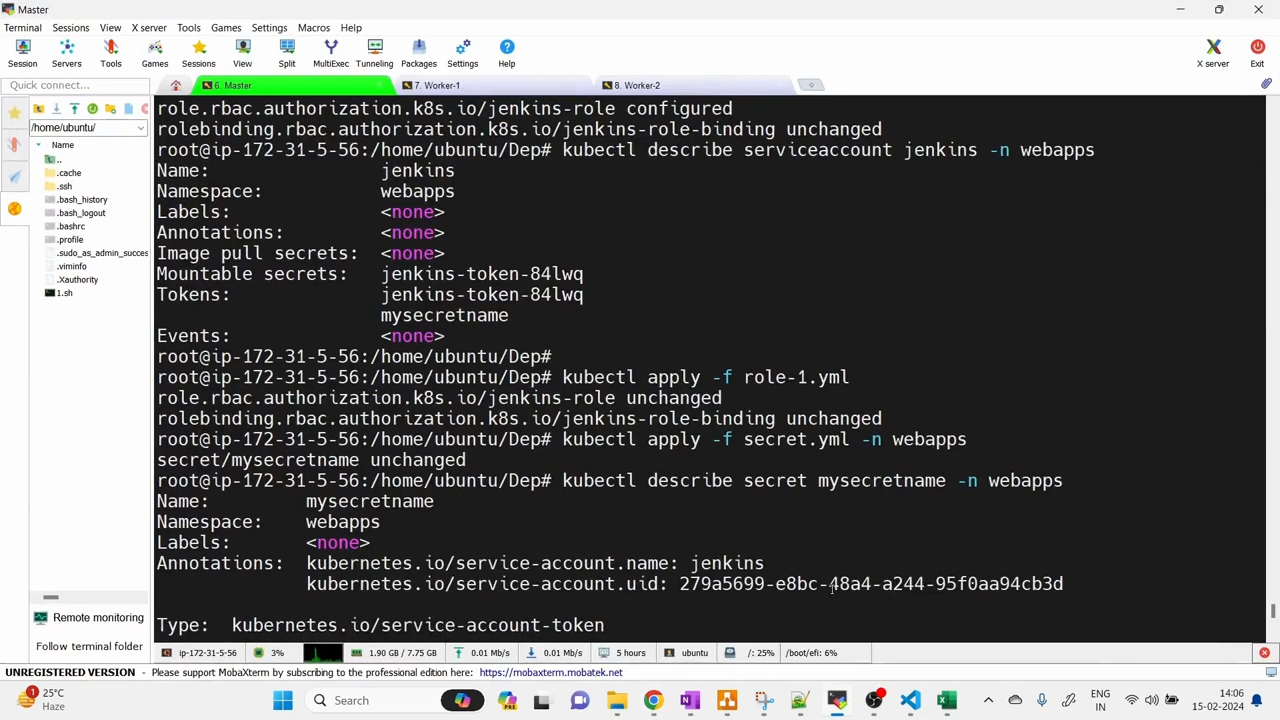 Master
Terminal Sessions View X server Tools Games Settings Macros Help
Session Servers Tools Games Sessions View Split MultiExec Tunneling Packages Settings Help X server Exit
Quick connect...
6. Master
7. Worker-1
8. Worker-2
/home/ubuntu/
Name
..
.cache
.ssh
.bash_history
.bash_logout
.bashrc
.profile
.sudo_as_admin_succes
.viminfo
.Xauthority
1.sh
Remote monitoring
Follow terminal folder
role.rbac.authorization.k8s.io/jenkins-role configured
rolebinding.rbac.authorization.k8s.io/jenkins-role-binding unchanged
root@ip-172-31-5-56:/home/ubuntu/Dep# kubectl describe serviceaccount jenkins -n webapps
Name: jenkins
Namespace: webapps
Labels: <none>
Annotations: <none>
Image pull secrets: <none>
Mountable secrets: jenkins-token-84lwq
Tokens: jenkins-token-84lwq
mysecretname
Events: <none>
root@ip-172-31-5-56:/home/ubuntu/Dep#
root@ip-172-31-5-56:/home/ubuntu/Dep# kubectl apply -f role-1.yml
role.rbac.authorization.k8s.io/jenkins-role unchanged
rolebinding.rbac.authorization.k8s.io/jenkins-role-binding unchanged
root@ip-172-31-5-56:/home/ubuntu/Dep# kubectl apply -f secret.yml -n webapps
secret/mysecretname unchanged
root@ip-172-31-5-56:/home/ubuntu/Dep# kubectl describe secret mysecretname -n webapps
Name: mysecretname
Namespace: webapps
Labels: <none>
Annotations: kubernetes.io/service-account.name: jenkins
kubernetes.io/service-account.uid: 279a5699-e8bc-48a4-a244-95f0aa94cb3d
Type: kubernetes.io/service-account-token
ip-172-31-5-56 3% 1.90 GB / 7.75 GB 0.01 Mb/s 0.01 Mb/s 5 hours ubuntu /: 25% /boot/efi: 6%
UNREGISTERED VERSION - Please support MobaXterm by subscribing to the professional edition here: https://mobaxterm.mobatek.net
1
25°C
Haze
Search
PRE
ENG
IN
14:06
15-02-2024